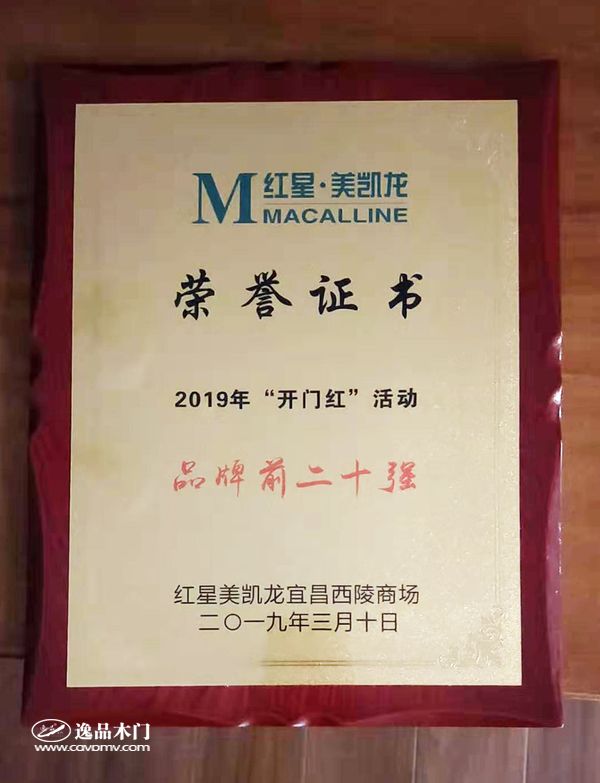 M 红星·美凯龙
MACALLINE
荣誉证书
2019年“开门红”活动
品牌前二十强
红星美凯龙宜昌西陵商场
二〇一九年三月十日
逸品木门
www.cavomv.com